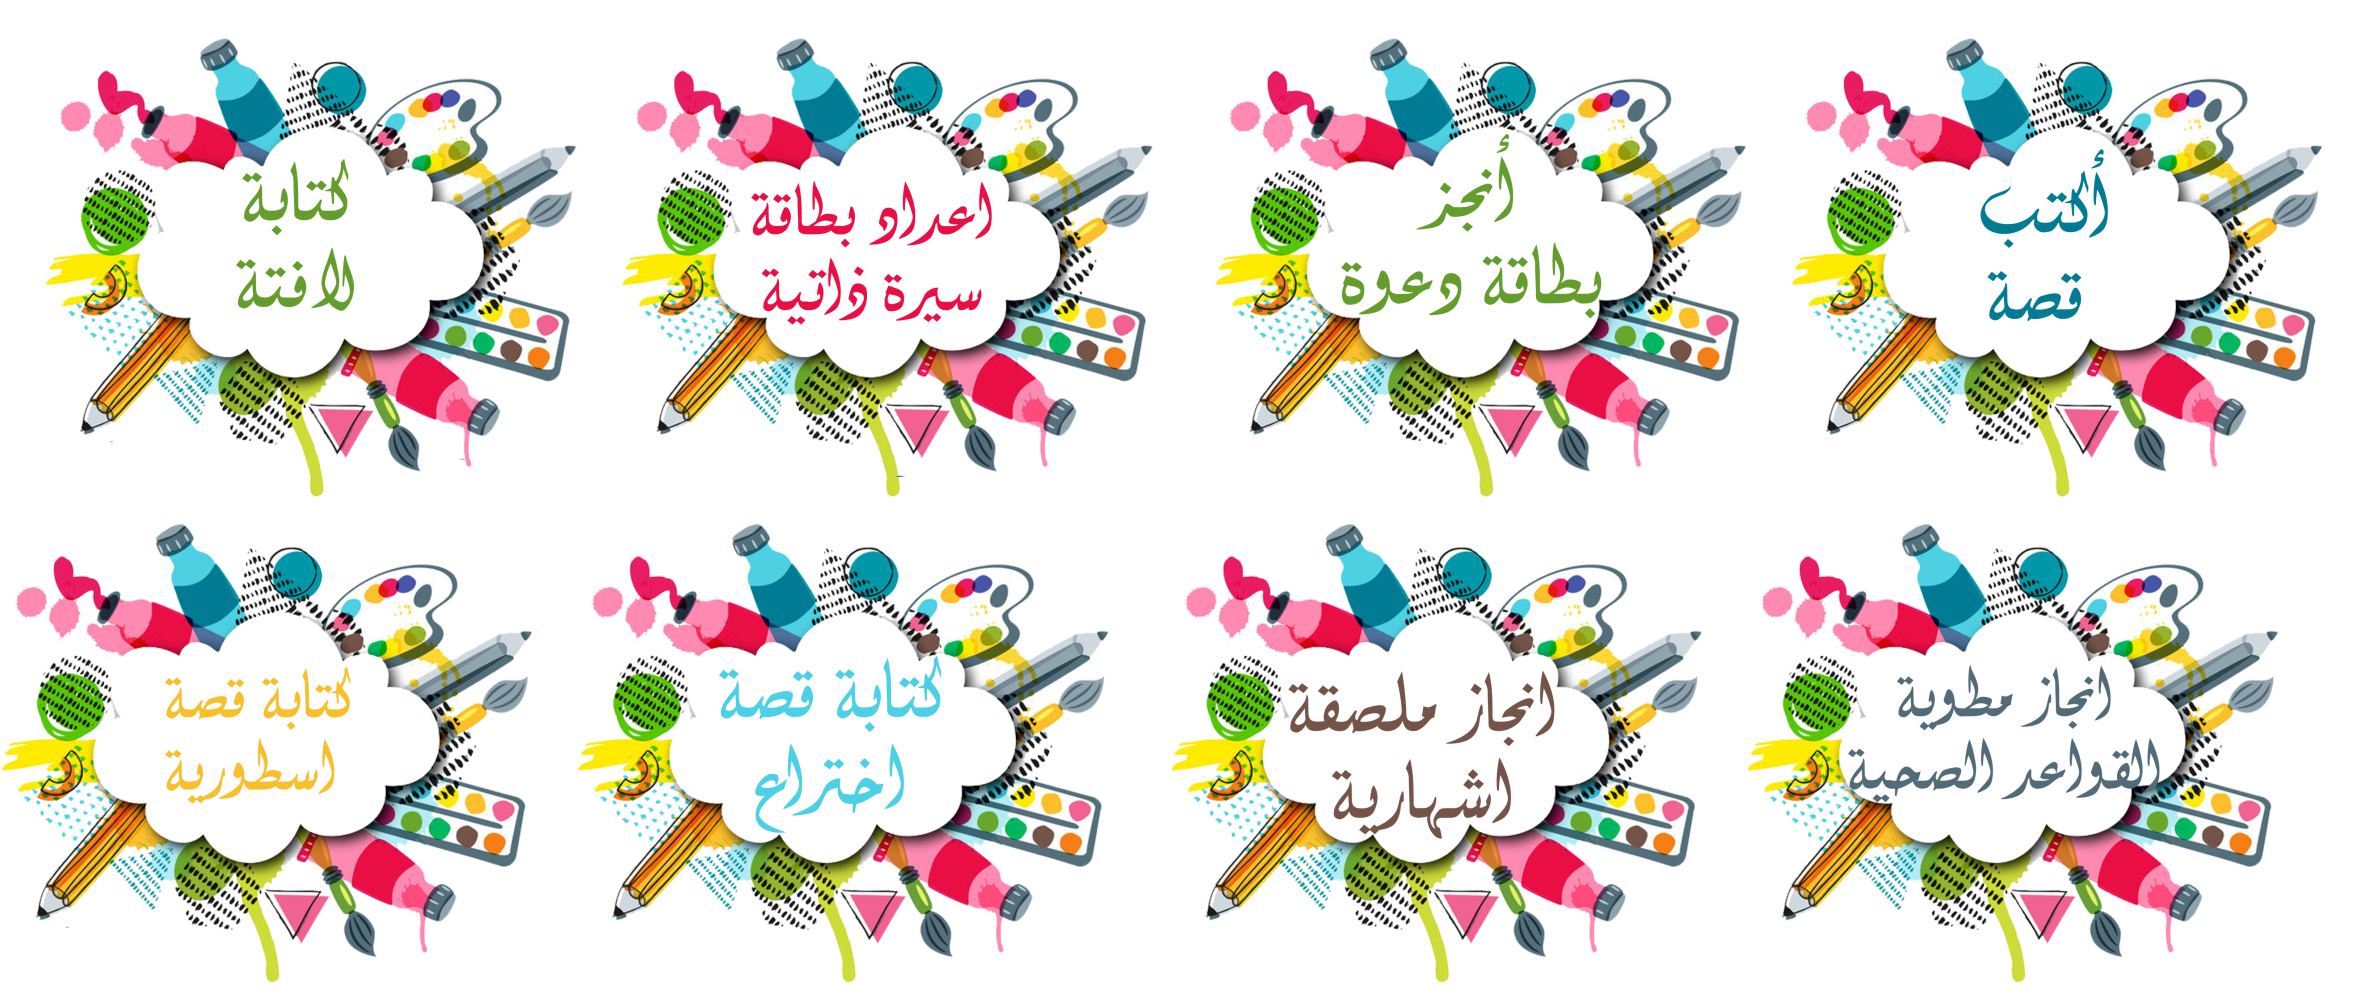 أكتب
قصة
أنجز
بطاقة دعوة
اعداد بطاقة
سيرة ذاتية
كتابة
لافتة
انجاز مطوية
القواعد الصحية
انجاز ملصقة
اشهارية
كتابة قصة
اختراع
كتابة قصة
اسطورية